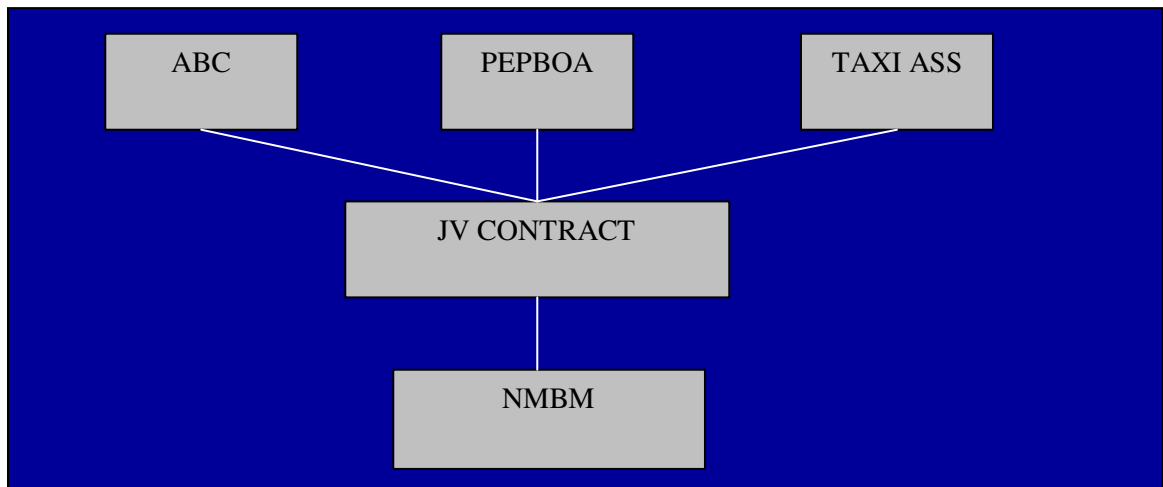 ABC
PEPBOA
TAXI ASS
JV CONTRACT
NMBM